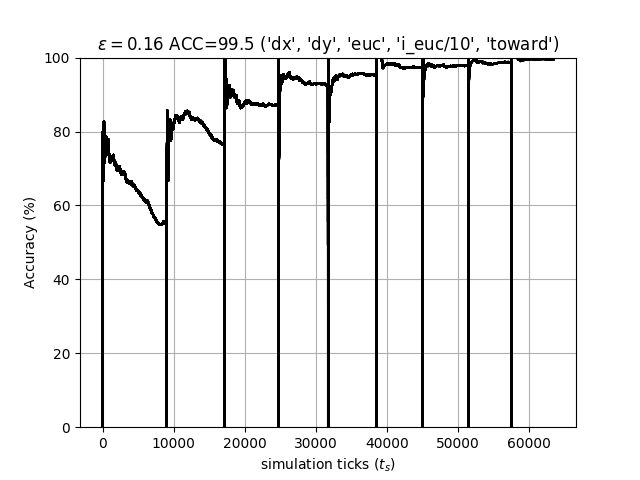 ε = 0.16 ACC=99.5 ('dx', 'dy', 'euc', 'i_euc/10', 'toward')
100
80
60
40
20
0
Accuracy (%)
0 10000 20000 30000 40000 50000 60000
simulation ticks (tₛ)